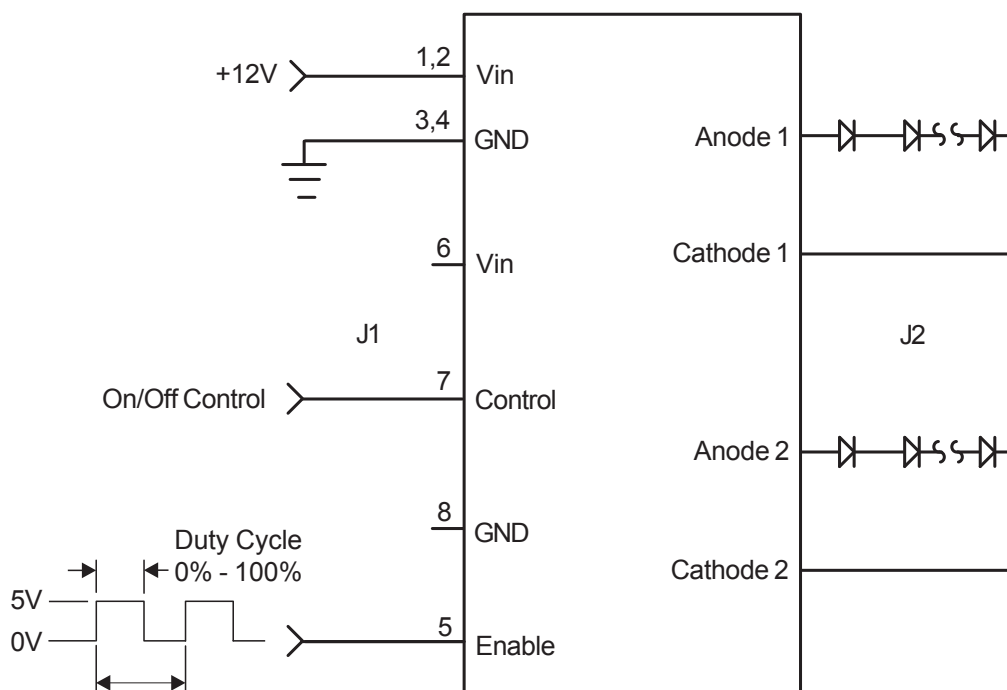 1,2
+12V
Vin
3,4
GND
Anode 1
Cathode 1
6
Vin
J1
J2
7
On/Off Control
Control
Anode 2
8
GND
Duty Cycle
0% - 100%
Cathode 2
5V
0V
5
Enable